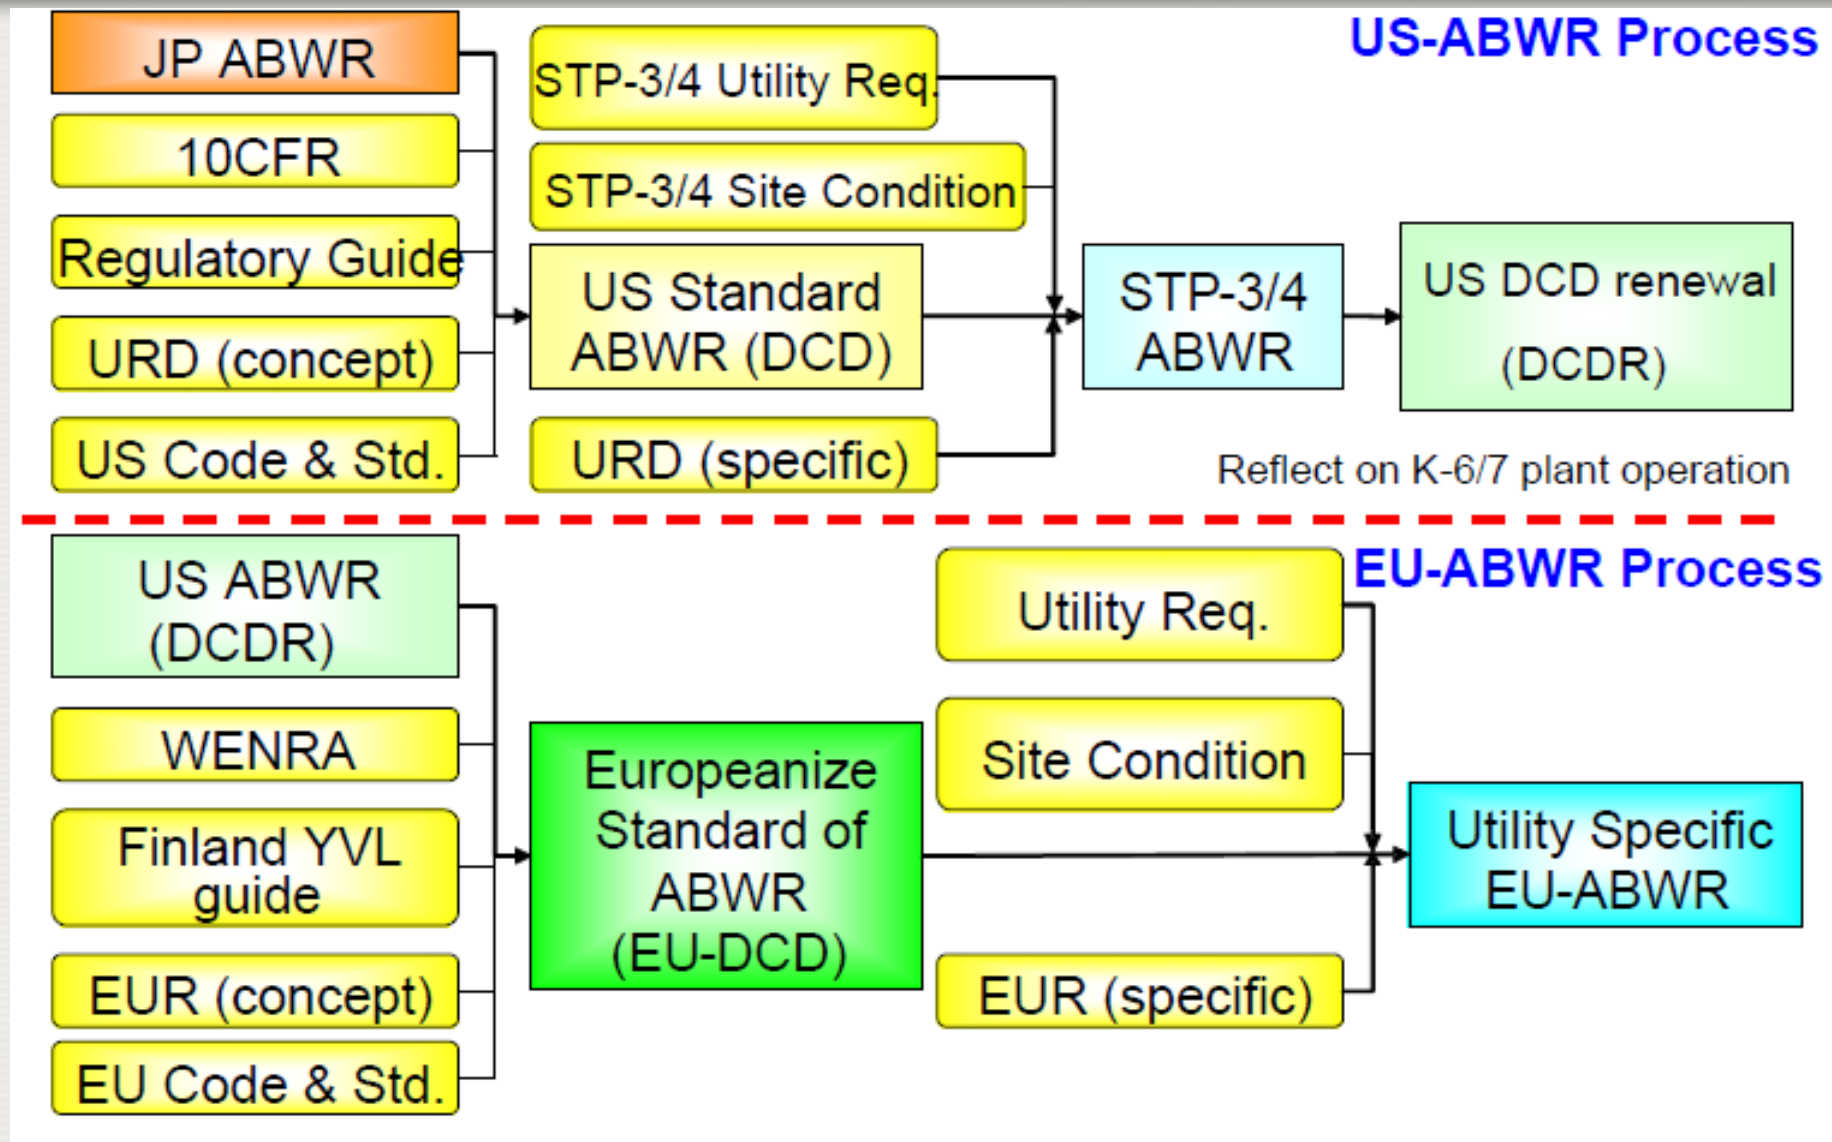 US-ABWR Process
JP ABWR
10CFR
Regulatory Guide
URD (concept)
US Code & Std.
STP-3/4 Utility Req.
STP-3/4 Site Condition
US Standard
ABWR (DCD)
URD (specific)
STP-3/4
ABWR
US DCD renewal
(DCDR)
Reflect on K-6/7 plant operation
EU-ABWR Process
US ABWR
(DCDR)
WENRA
Finland YVL
guide
EUR (concept)
EU Code & Std.
Europeanize
Standard of
ABWR
(EU-DCD)
Utility Req.
Site Condition
EUR (specific)
Utility Specific
EU-ABWR